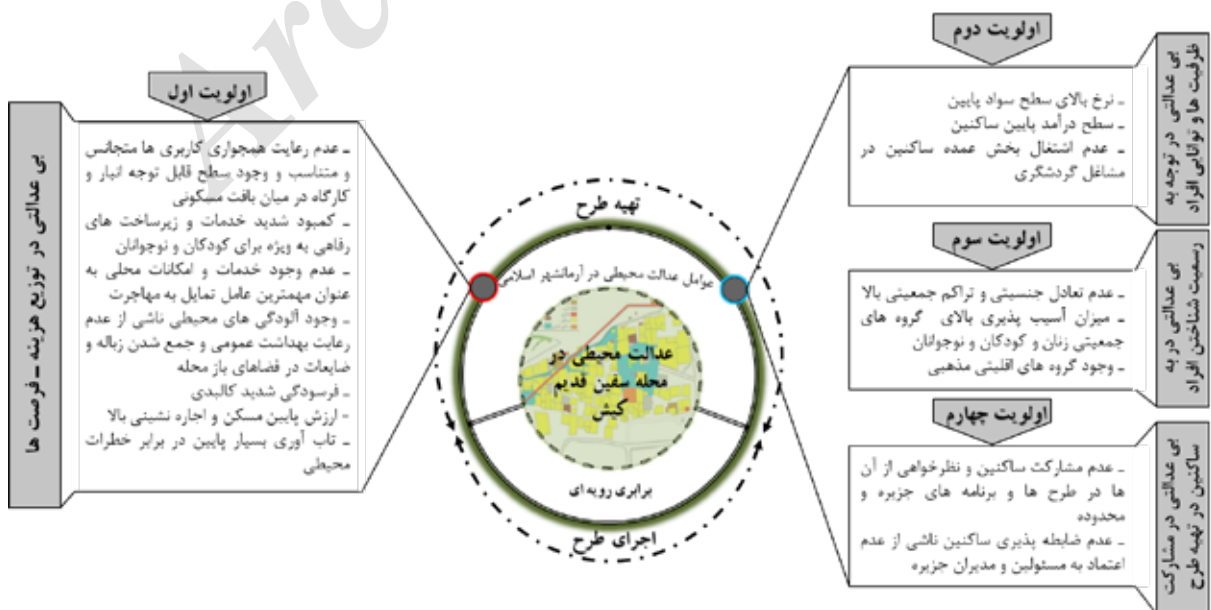 اولویت اول
بی عدالتی در توزیع هزینه ـ فرصت ها
ـ عدم رعایت همجواری کاربری ها متجانس
و متناسب و وجود سطح قابل توجه انبار و
کارگاه در میان بافت مسکونی
ـ کمبود شدید خدمات و زیرساخت های
رفاهی به ویژه برای کودکان و نوجوانان
ـ عدم وجود خدمات و امکانات محلی به
عنوان مهمترین عامل تمایل به مهاجرت
ـ وجود آلودگی های محیطی ناشی از عدم
رعایت بهداشت عمومی و جمع شدن زباله و
ضایعات در فضاهای باز محله
ـ فرسودگی شدید کالبدی
- ارزش پایین مسکن و اجاره نشینی بالا
ـ تاب آوری بسیار پایین در برابر خطرات
محیطی
تهیه طرح
عوامل عدالت محیطی در آرمانشهر اسلامی
عدالت محیطی در
محله سفین قدیم
کیش
برابری رویه ای
اجرای طرح
اولویت دوم
بی عدالتی در توجه به
ظرفیت ها و توانایی افراد
ـ نرخ بالای سطح سواد پایین
ـ سطح درآمد پایین ساکنین
ـ عدم اشتغال بخش عمده ساکنین در
مشاغل گردشگری
اولویت سوم
بی عدالتی در به
رسمیت شناختن افراد
ـ عدم تعادل جنسیتی و تراکم جمعیتی بالا
ـ میزان آسیب پذیری بالای گروه های
جمعیتی زنان و کودکان و نوجوانان
ـ وجود گروه های اقلیتی مذهبی
اولویت چهارم
بی عدالتی در مشارکت
ساکنین در تهیه طرح
ـ عدم مشارکت ساکنین و نظرخواهی از آن
ها در طرح ها و برنامه های جزیره و
محدوده
ـ عدم ضابطه پذیری ساکنین ناشی از عدم
اعتماد به مسئولین و مدیران جزیره
Arc